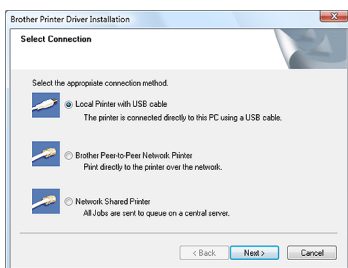 Brother Printer Driver Installation
Select Connection
Select the appropriate connection method.
Local Printer with USB cable
The printer is connected directly to this PC using a USB cable.
Brother Peer-to-Peer Network Printer
Print directly to the printer over the network.
Network Shared Printer
All Jobs are sent to queue on a central server.
< Back Next > Cancel